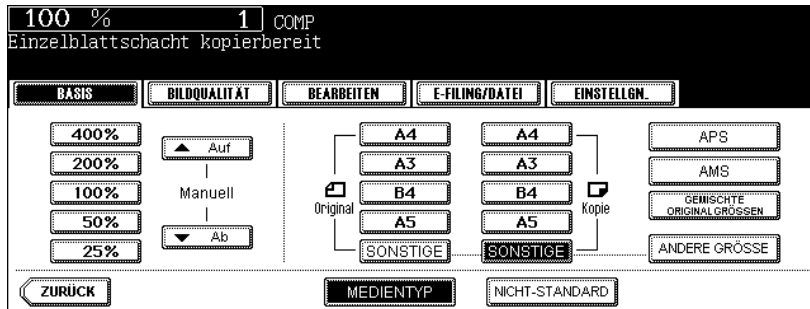 100 % 1 COMP
Einzelblattschacht kopierbereit
BASIS BILDQUALITÄT BEARBEITEN E-FILING/DATEI EINSTELLGN.
400% Auf A4 A4 APS
200% A3 A3 AMS
100% Manuell Original B4 B4 Kopie GEMISCHTE ORIGINALGRÖSSEN
50% Ab A5 A5
25% SONSTIGE SONSTIGE ANDERE GRÖSSE
ZURÜCK MEDIENTYP NICHT-STANDARD